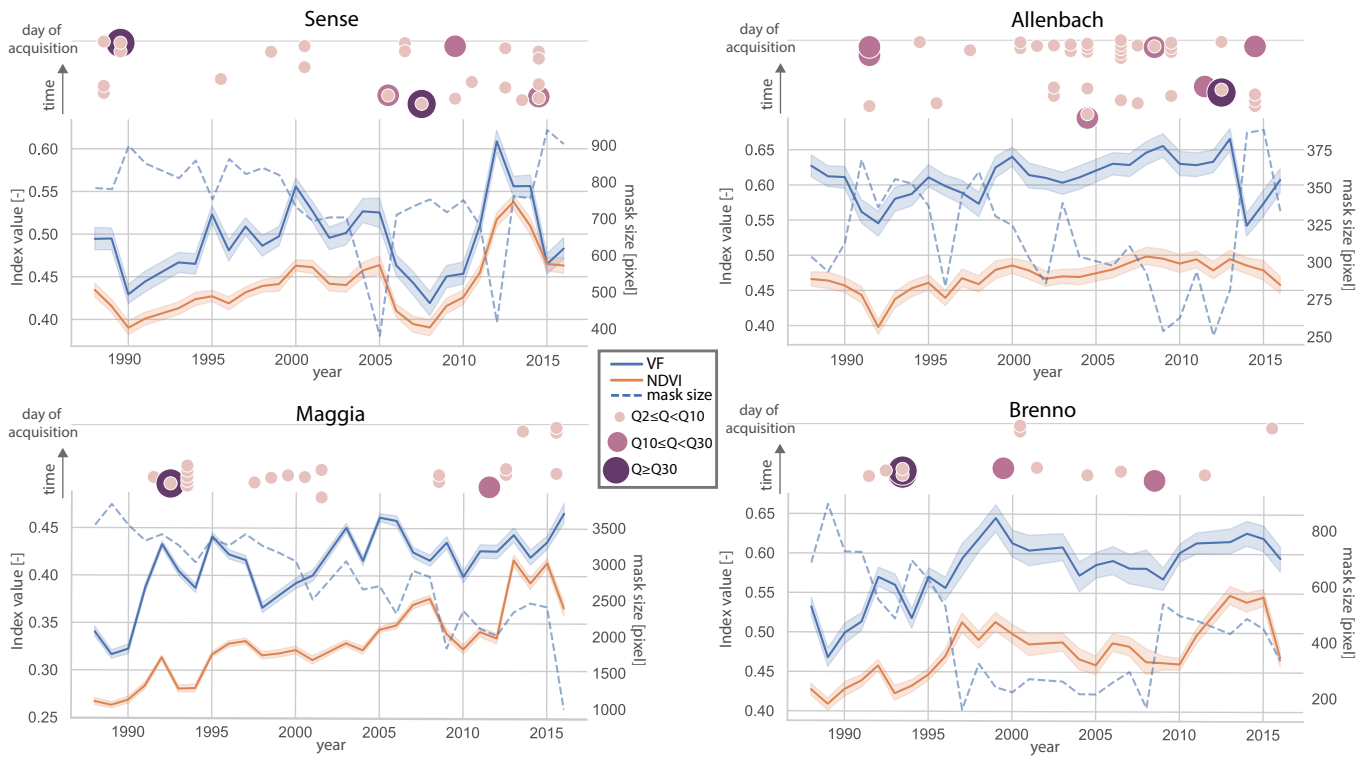 Sense
day of
acquisition
time
0.60
0.55
0.50
0.45
0.40
Index value [-]
900
800
700
600
500
400
mask size [pixel]
1990
1995
2000
2005
2010
2015
year
Allenbach
day of
acquisition
time
0.65
0.60
0.55
0.50
0.45
0.40
Index value [-]
375
350
325
300
275
250
mask size [pixel]
1990
1995
2000
2005
2010
2015
year
VF
NDVI
mask size
Q2≤Q<Q10
Q10≤Q<Q30
Q≥Q30
Maggia
day of
acquisition
time
0.45
0.40
0.35
0.30
0.25
Index value [-]
3500
3000
2500
2000
1500
1000
mask size [pixel]
1990
1995
2000
2005
2010
2015
year
Brenno
day of
acquisition
time
0.65
0.60
0.55
0.50
0.45
0.40
Index value [-]
800
600
400
200
mask size [pixel]
1990
1995
2000
2005
2010
2015
year